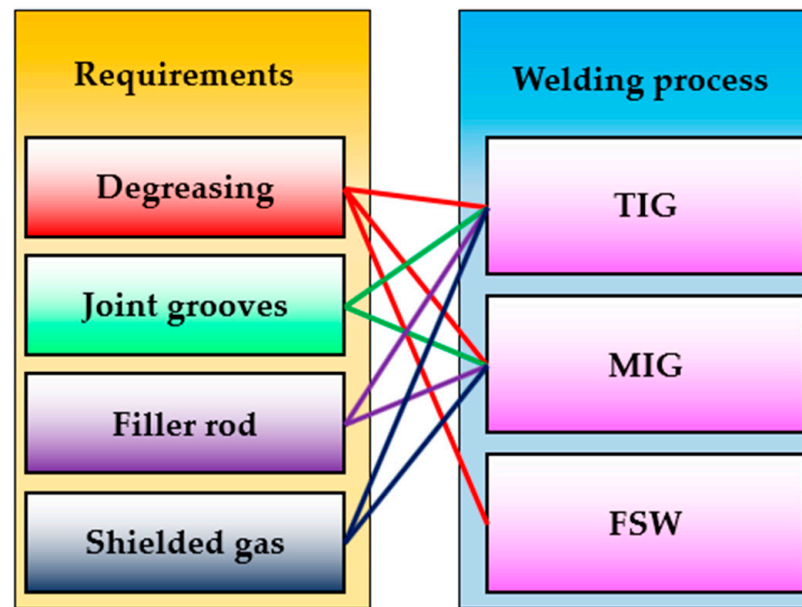 Requirements
Degreasing
Joint grooves
Filler rod
Shielded gas
Welding process
TIG
MIG
FSW